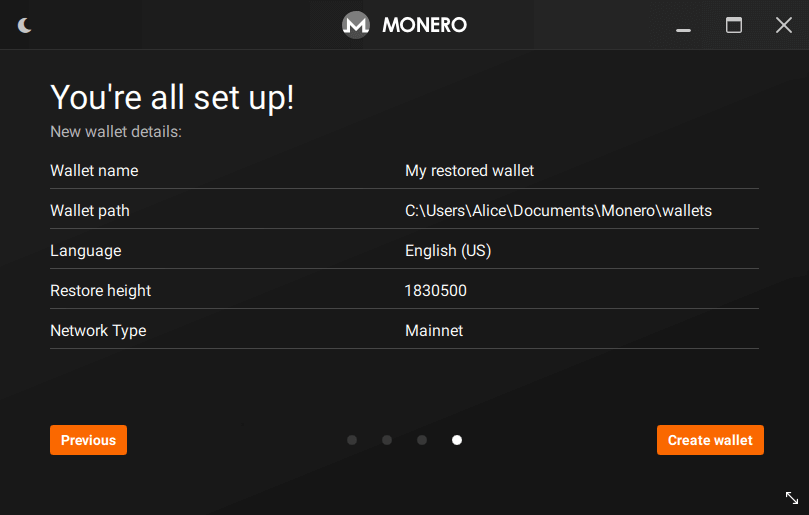 MONERO
You're all set up!
New wallet details:
Wallet name My restored wallet
Wallet path C:\Users\Alice\Documents\Monero\wallets
Language English (US)
Restore height 1830500
Network Type Mainnet
Previous Create wallet